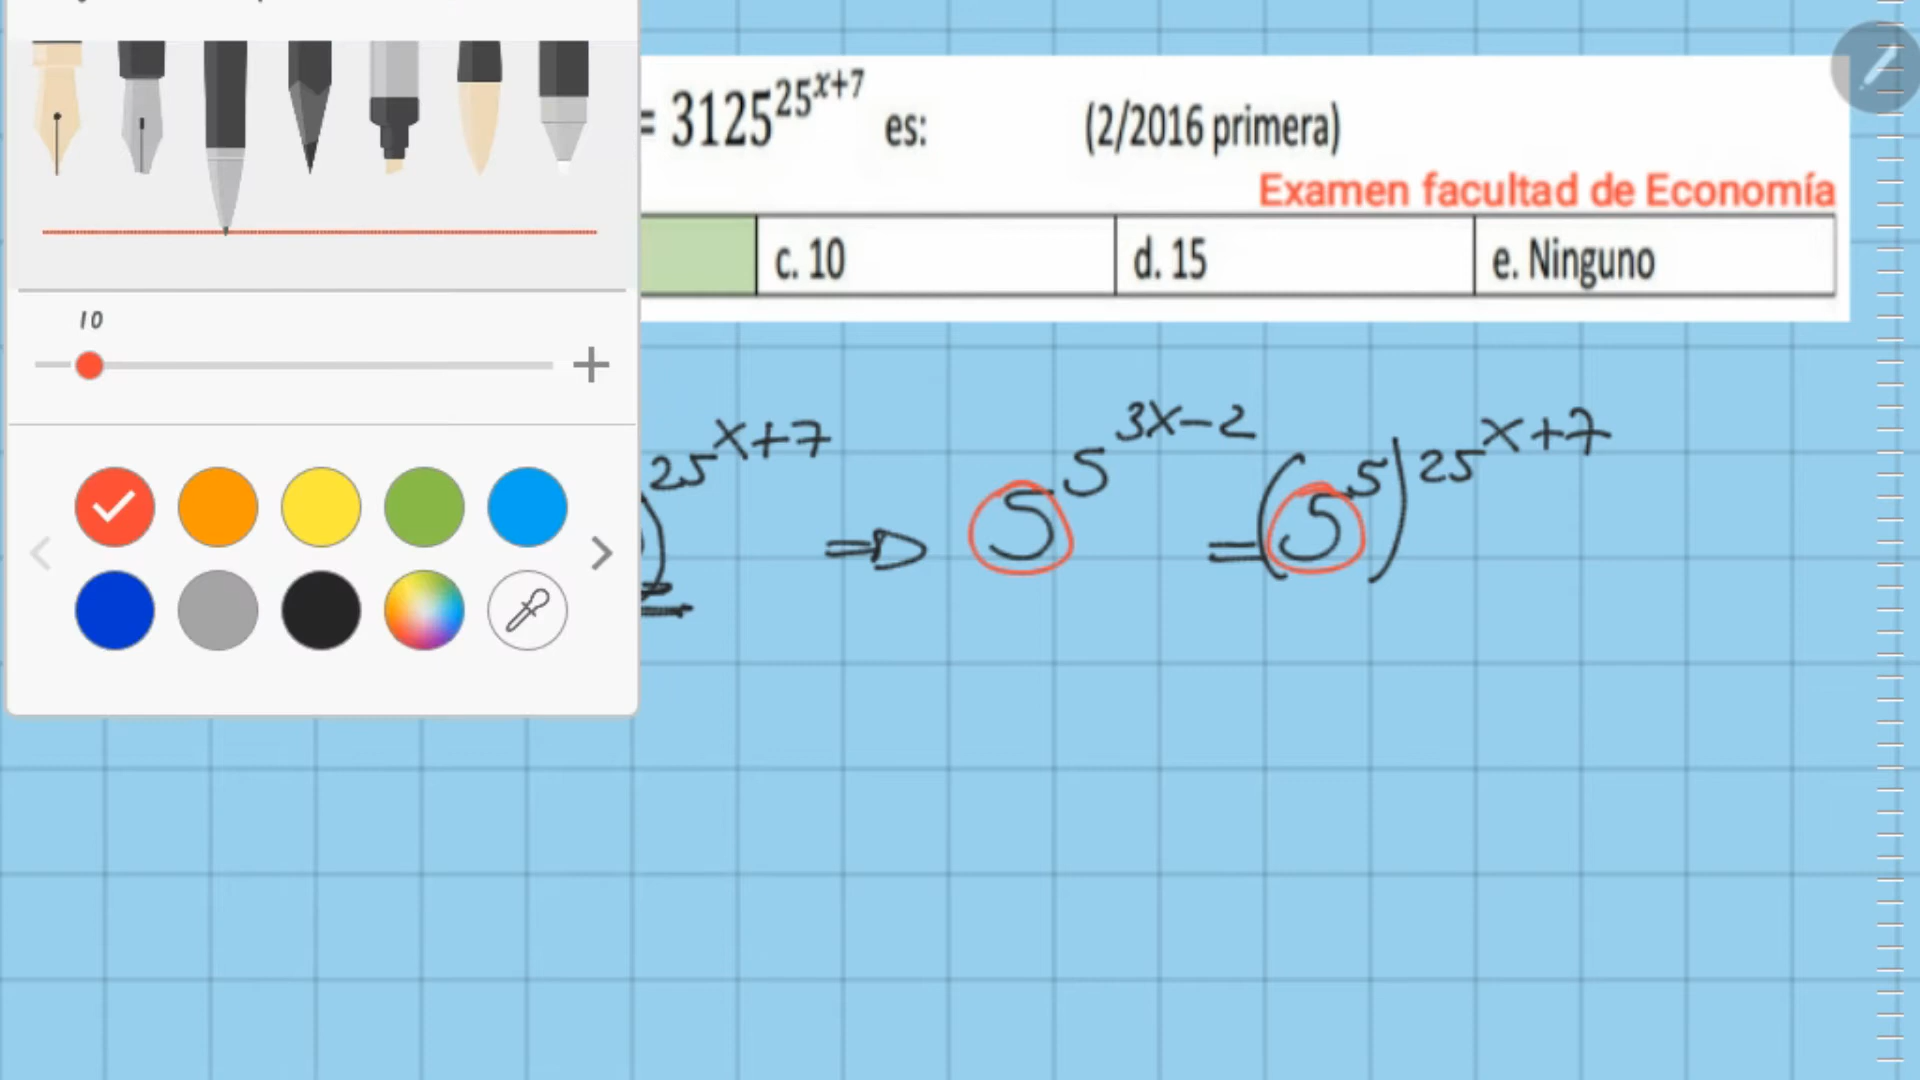 = 3125^25^x+7 es: (2/2016 primera)
Examen facultad de Economía
c. 10 d. 15 e. Ninguno
10
)^25^x+7 ⇒ 5^5^3x-2 = (5^5)^25^x+7